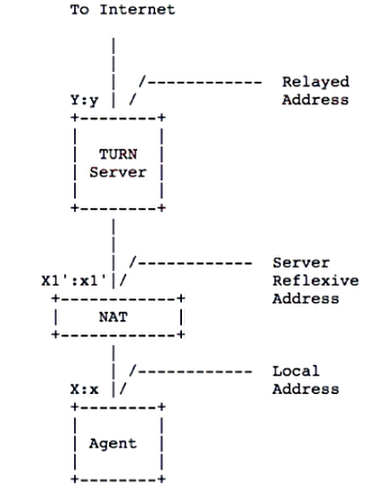 To Internet
Relayed
Y:y
Address
TURN
Server
Server
X1':x1'
Reflexive
Address
NAT
Local
X:x
Address
Agent